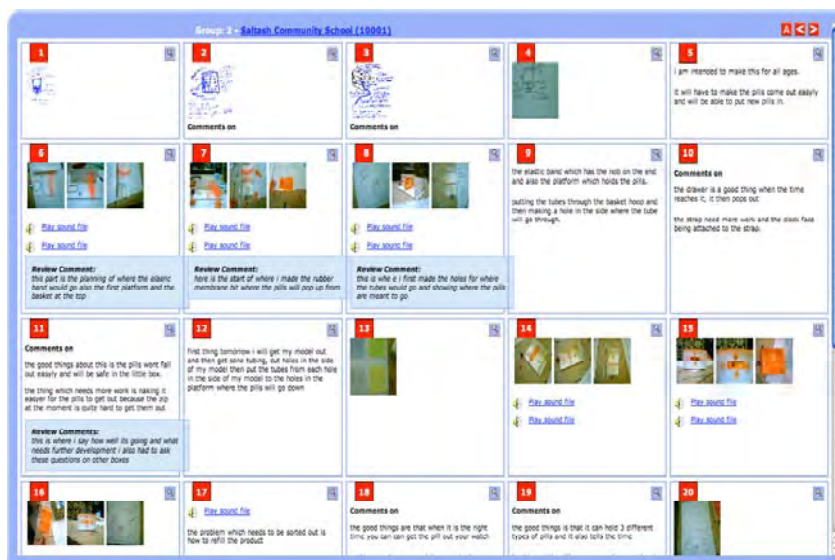 Group: 2 - Saltash Community School (10001)
A < >
1
2
Comments on
3
Comments on
4
5
i am intended to make this for all ages.
it will have to make the pills come out easyly
and will be able to put new pills in.
6
Play sound file
Play sound file
Review Comment:
this part is the planning of where the elastic
band would go also the first platform and the
basket at the top
7
Play sound file
Play sound file
Review Comment:
here is the start of where i made the rubber
membrane bit where the pills will pop up from
8
Play sound file
Play sound file
Review Comment:
this is whe e i first made the holes for where
the tubes would go and showing where the pills
are meant to go
9
the elastic band which has the nob on the end
and also the platform which holds the pills.
putting the tubes through the basket hoop and
then making a hole in the side where the tube
will go through.
10
Comments on
the drawer is a good thing when the time
reaches it, it then pops out
the strap need more work and the clock face
being attached to the strap.
11
Comments on
the good things about this is the pills wont fall
out easyly and will be safe in the little box.
the thing which needs more work is making it
easyer for the pills to get out because the zip
at the moment is quite hard to get them out
Review Comments:
this is where i say how well its going and what
needs further development i also had to ask
these questions on other boxes
12
first thing tomorrow i will get my model out
and then get some tubing, cut holes in the side
of my model then put the tubes from each hole
in the side of my model to the holes in the
platform where the pills will go down
13
14
Play sound file
Play sound file
15
Play sound file
Play sound file
16
17
Play sound file
the problem which needs to be sorted out is
how to refill the product
18
Comments on
the good things are that when it is the right
time you can can get the pill out your watch
19
Comments on
the good things is that it can hold 3 different
types of pills and it also tells the time
20